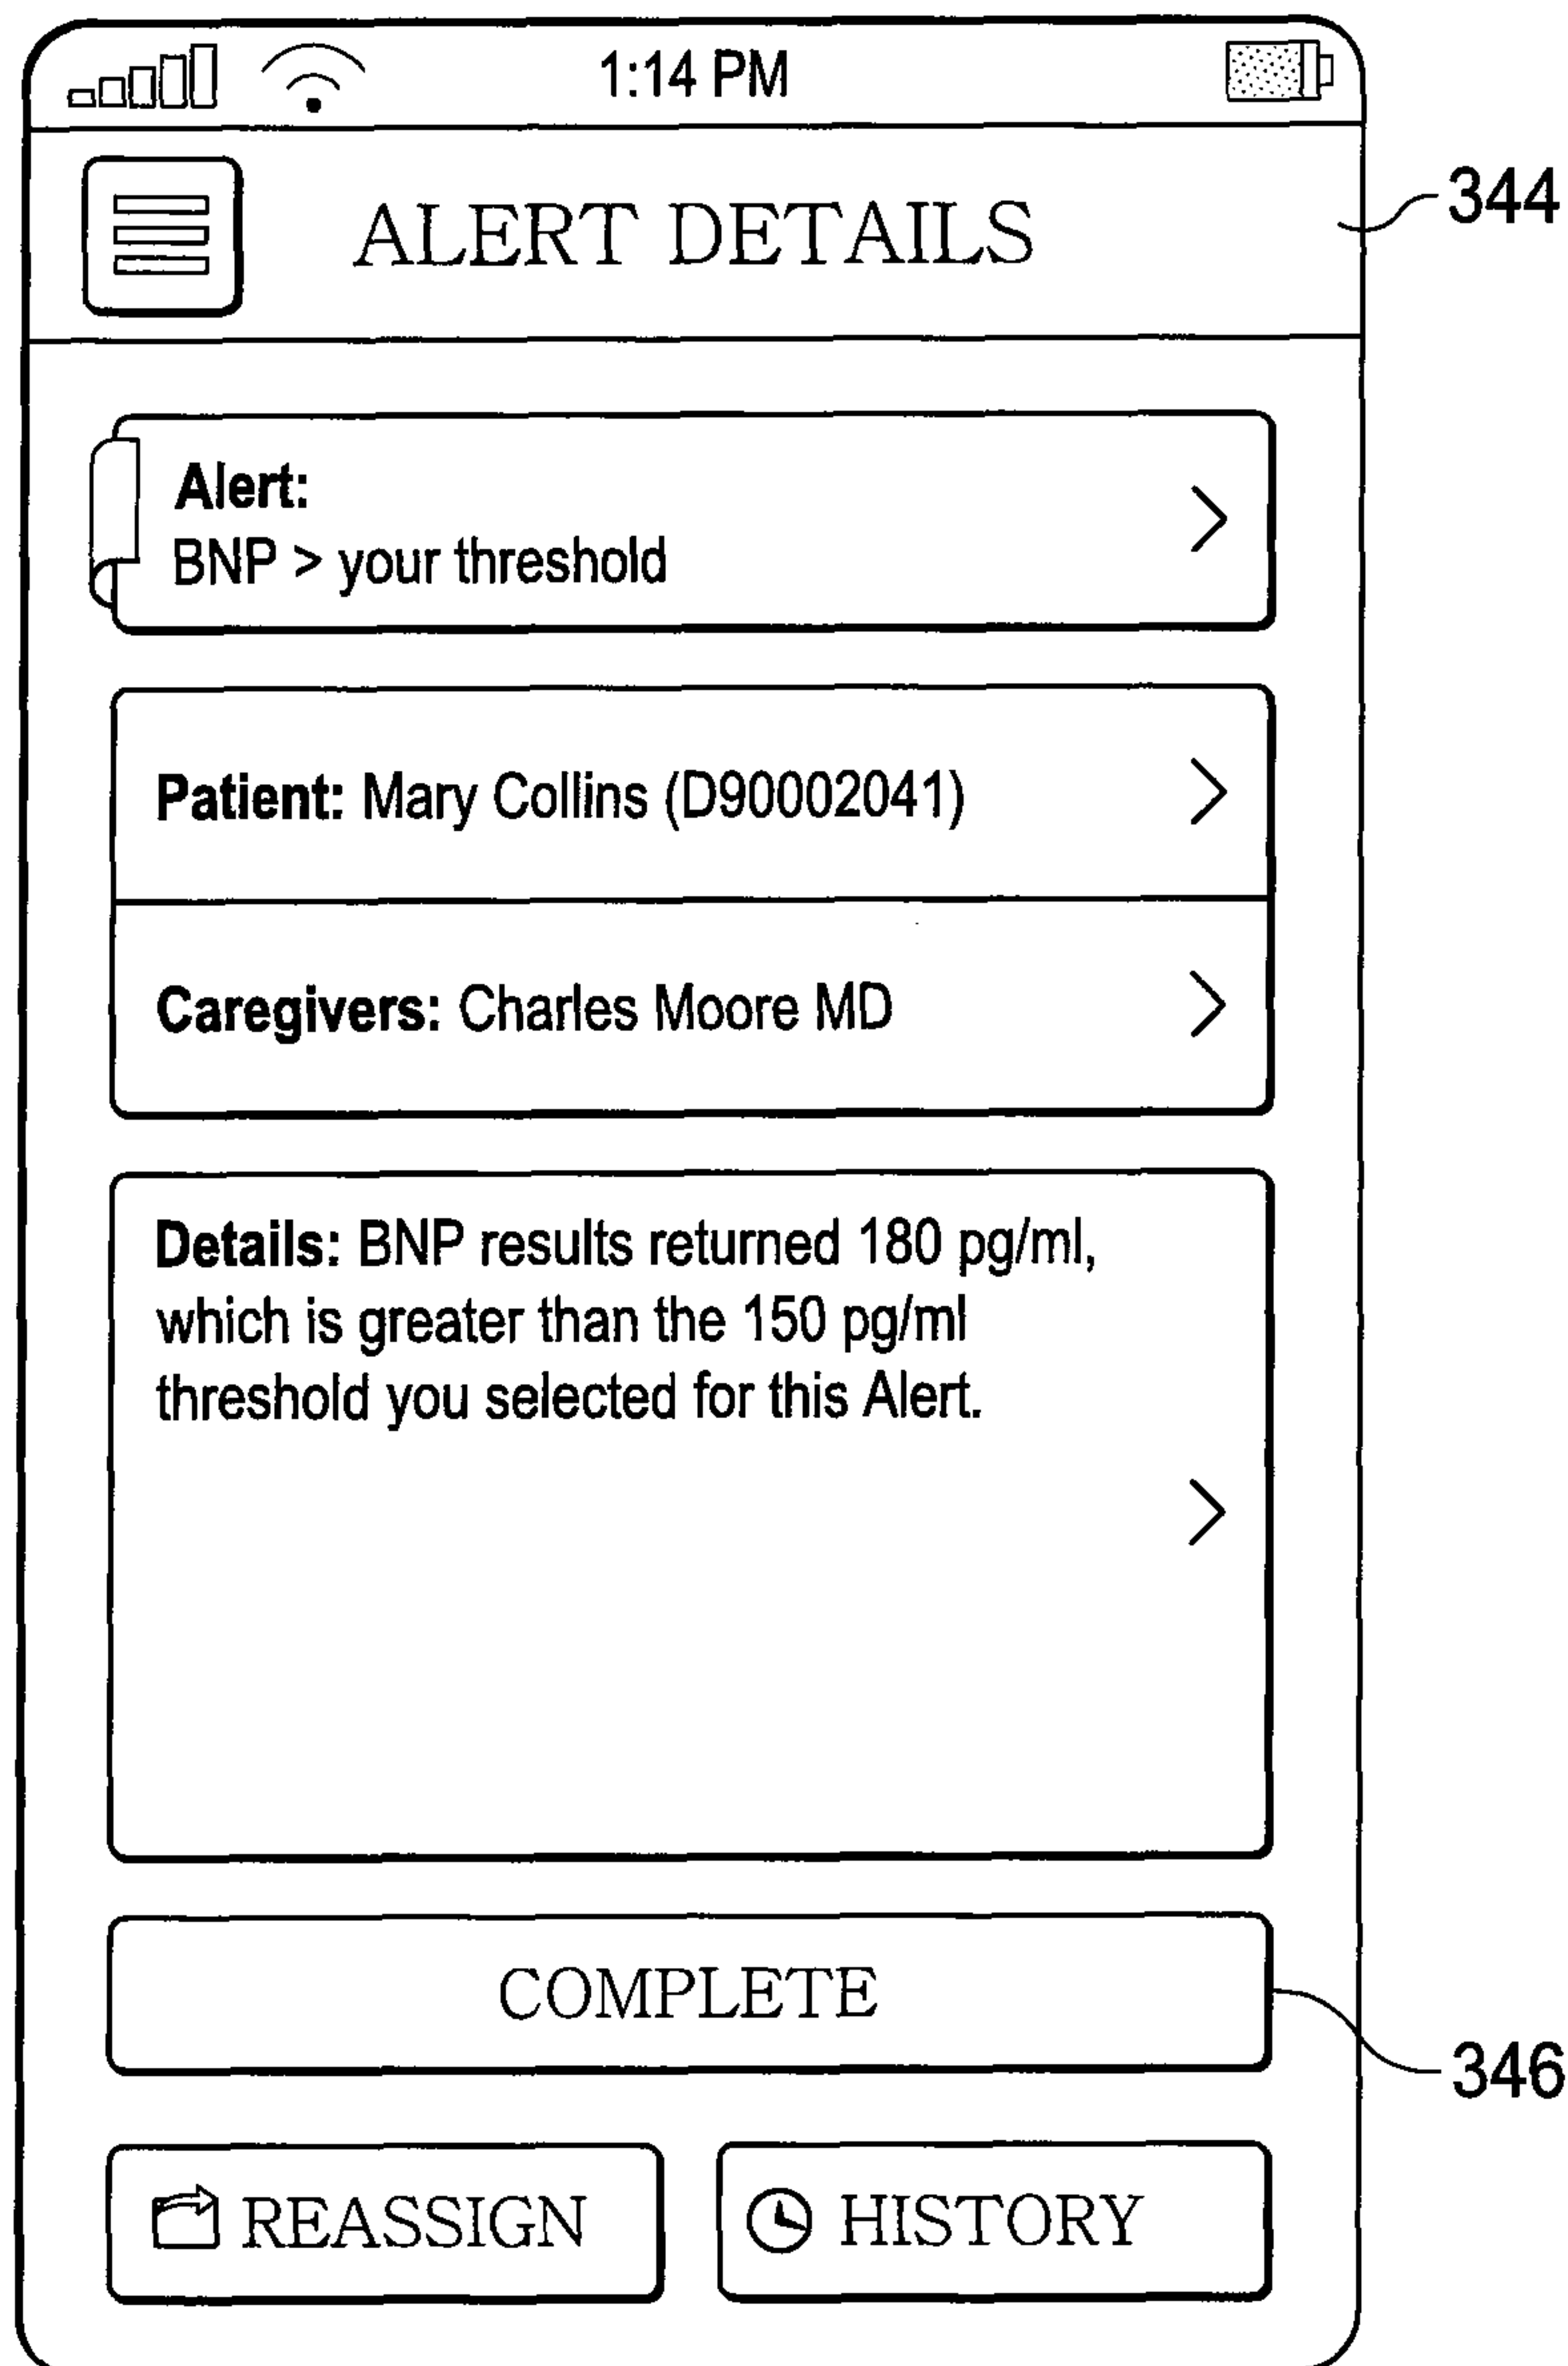 1:14 PM
ALERT DETAILS
344
Alert:
BNP > your threshold
Patient: Mary Collins (D90002041)
Caregivers: Charles Moore MD
Details: BNP results returned 180 pg/ml,
which is greater than the 150 pg/ml
threshold you selected for this Alert.
COMPLETE
346
REASSIGN
HISTORY